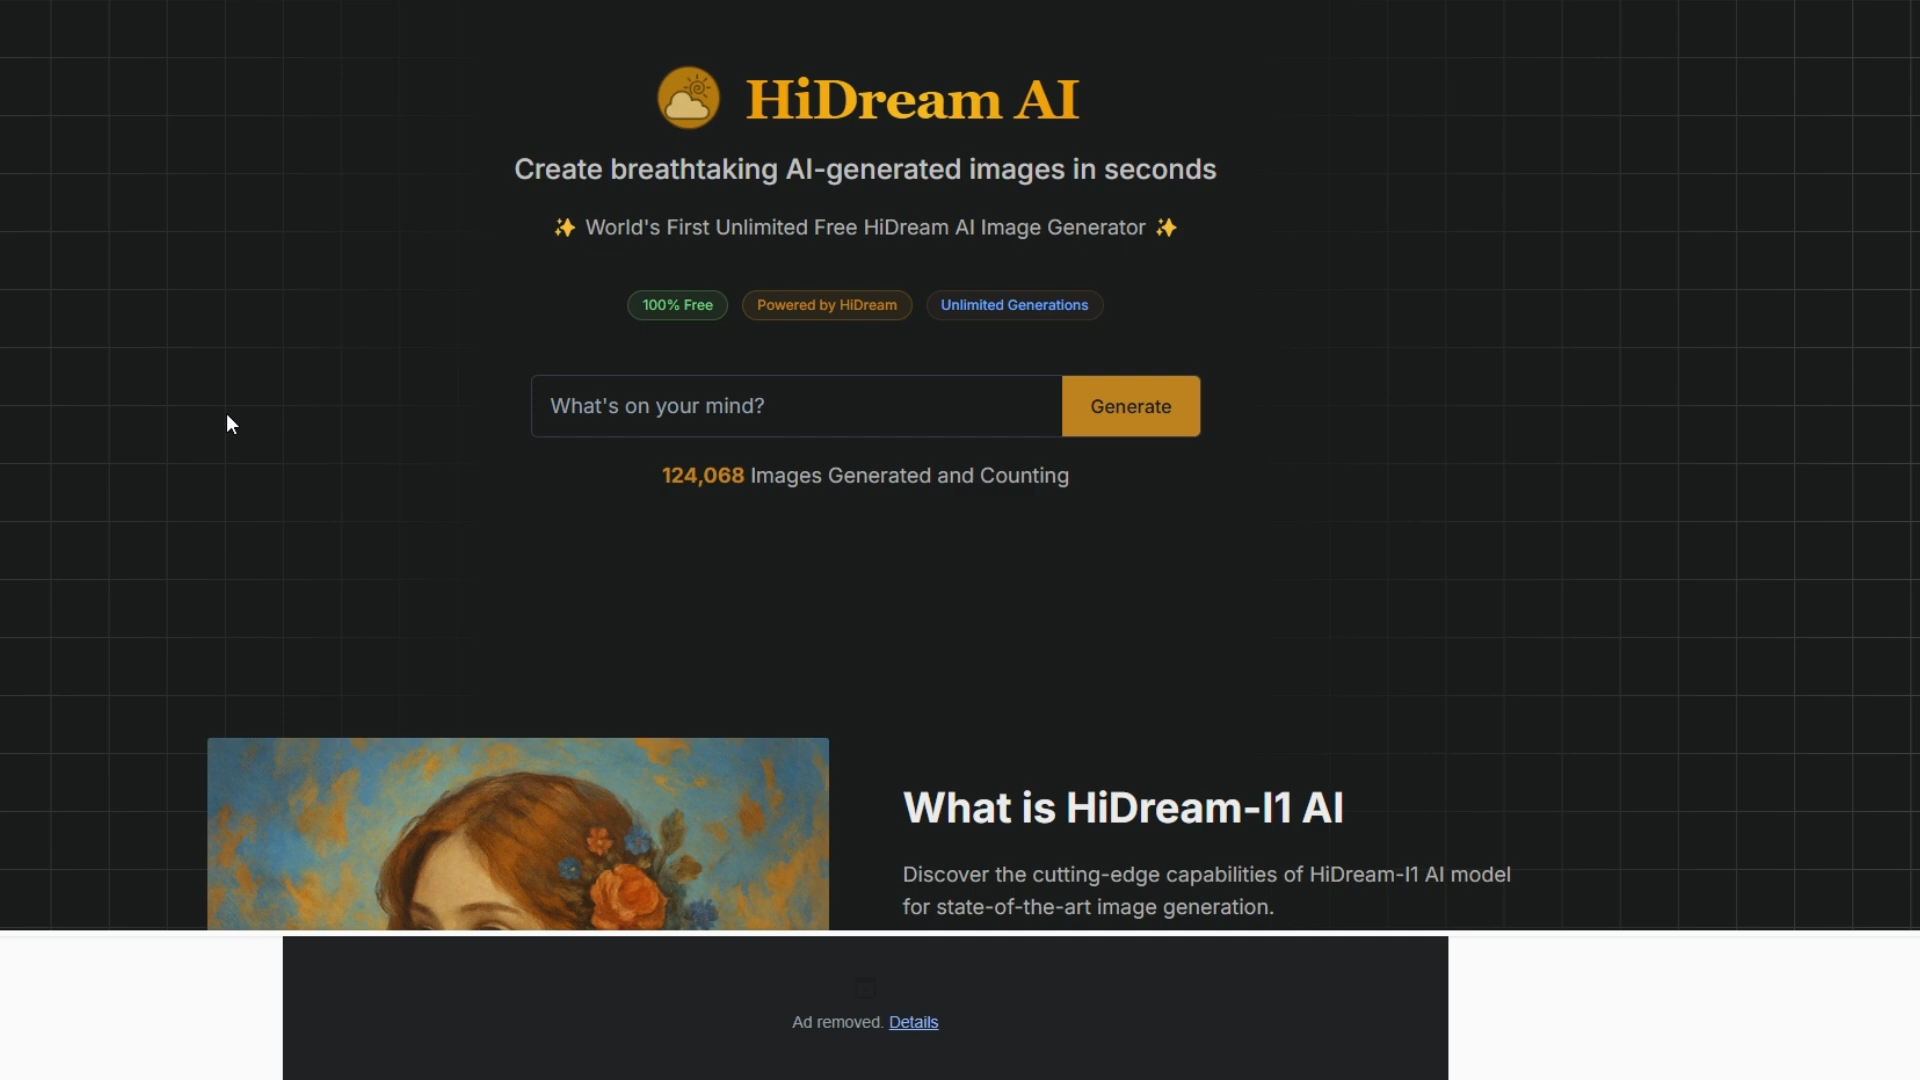 HiDream AI
Create breathtaking AI-generated images in seconds
✨ World's First Unlimited Free HiDream AI Image Generator ✨
100% Free
Powered by HiDream
Unlimited Generations
What's on your mind?
Generate
124,068 Images Generated and Counting
What is HiDream-I1 AI
Discover the cutting-edge capabilities of HiDream-I1 AI model
for state-of-the-art image generation.
Ad removed. Details